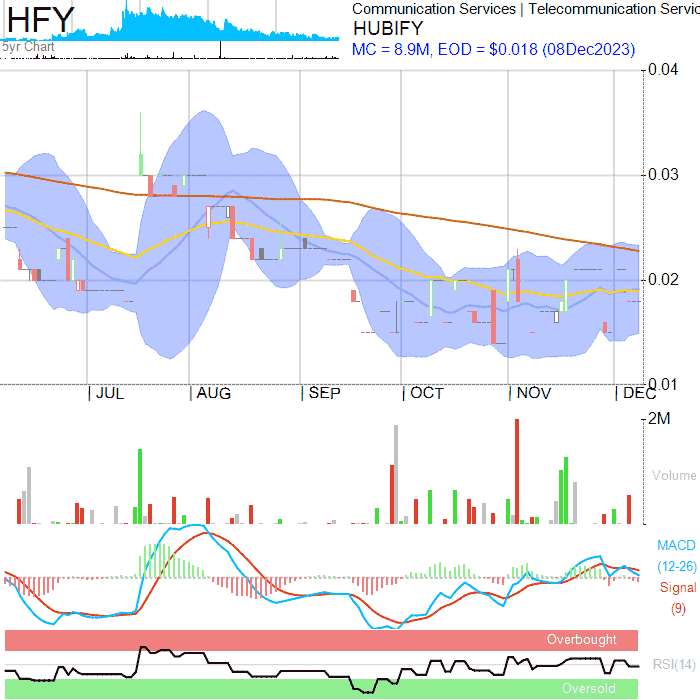 HFY
5yr Chart
Communication Services | Telecommunication Servic
HUBIFY
MC = 8.9M, EOD = $0.018 (08Dec2023)
0.04
0.03
0.02
0.01
JUL AUG SEP OCT NOV DEC
2M
Volume
MACD
(12-26)
Signal
(9)
Overbought
RSI(14)
Oversold